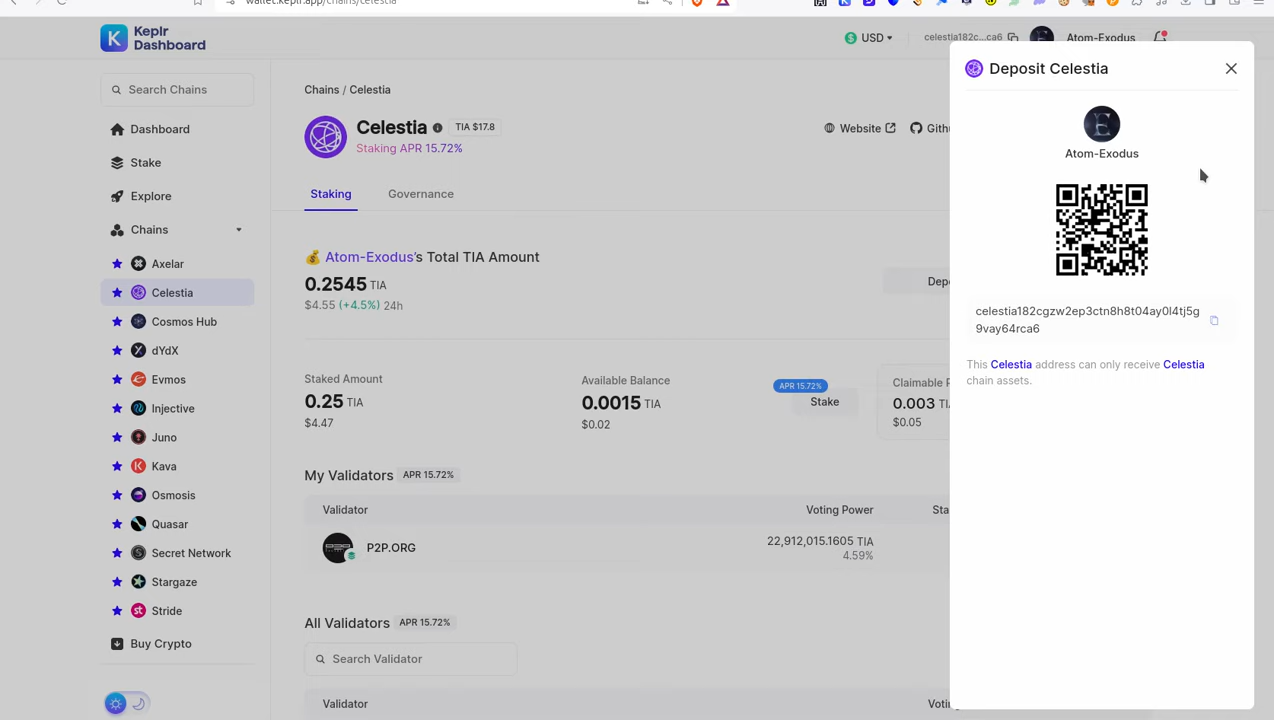 wallet.keplr.app/chains/celestia
Keplr
Dashboard
USD
celestia182c...ca6
Atom-Exodus
Search Chains
Dashboard
Stake
Explore
Chains
Axelar
Celestia
Cosmos Hub
dYdX
Evmos
Injective
Juno
Kava
Osmosis
Quasar
Secret Network
Stargaze
Stride
Buy Crypto
Chains / Celestia
Celestia TIA $17.8
Staking APR 15.72%
Website
Staking Governance
Atom-Exodus's Total TIA Amount
0.2545 TIA
$4.55 (+4.5%) 24h
Staked Amount
0.25 TIA
$4.47
Available Balance
0.0015 TIA
$0.02
APR 15.72%
Stake
Claimable
0.003
$0.05
My Validators APR 15.72%
Validator Voting Power
P2P.ORG
22,912,015.1605 TIA
4.59%
All Validators APR 15.72%
Search Validator
Validator
Deposit Celestia
Atom-Exodus
celestia182cgzw2ep3ctn8h8t04ay0l4tj5g
9vay64rca6
This Celestia address can only receive Celestia
chain assets.